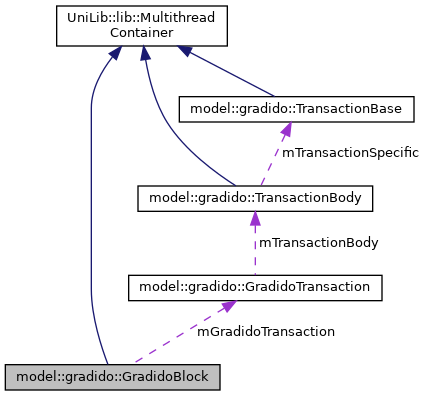 UniLib::lib::Multithread
Container
model::gradido::TransactionBase
mTransactionSpecific
model::gradido::TransactionBody
mTransactionBody
model::gradido::GradidoTransaction
mGradidoTransaction
model::gradido::GradidoBlock